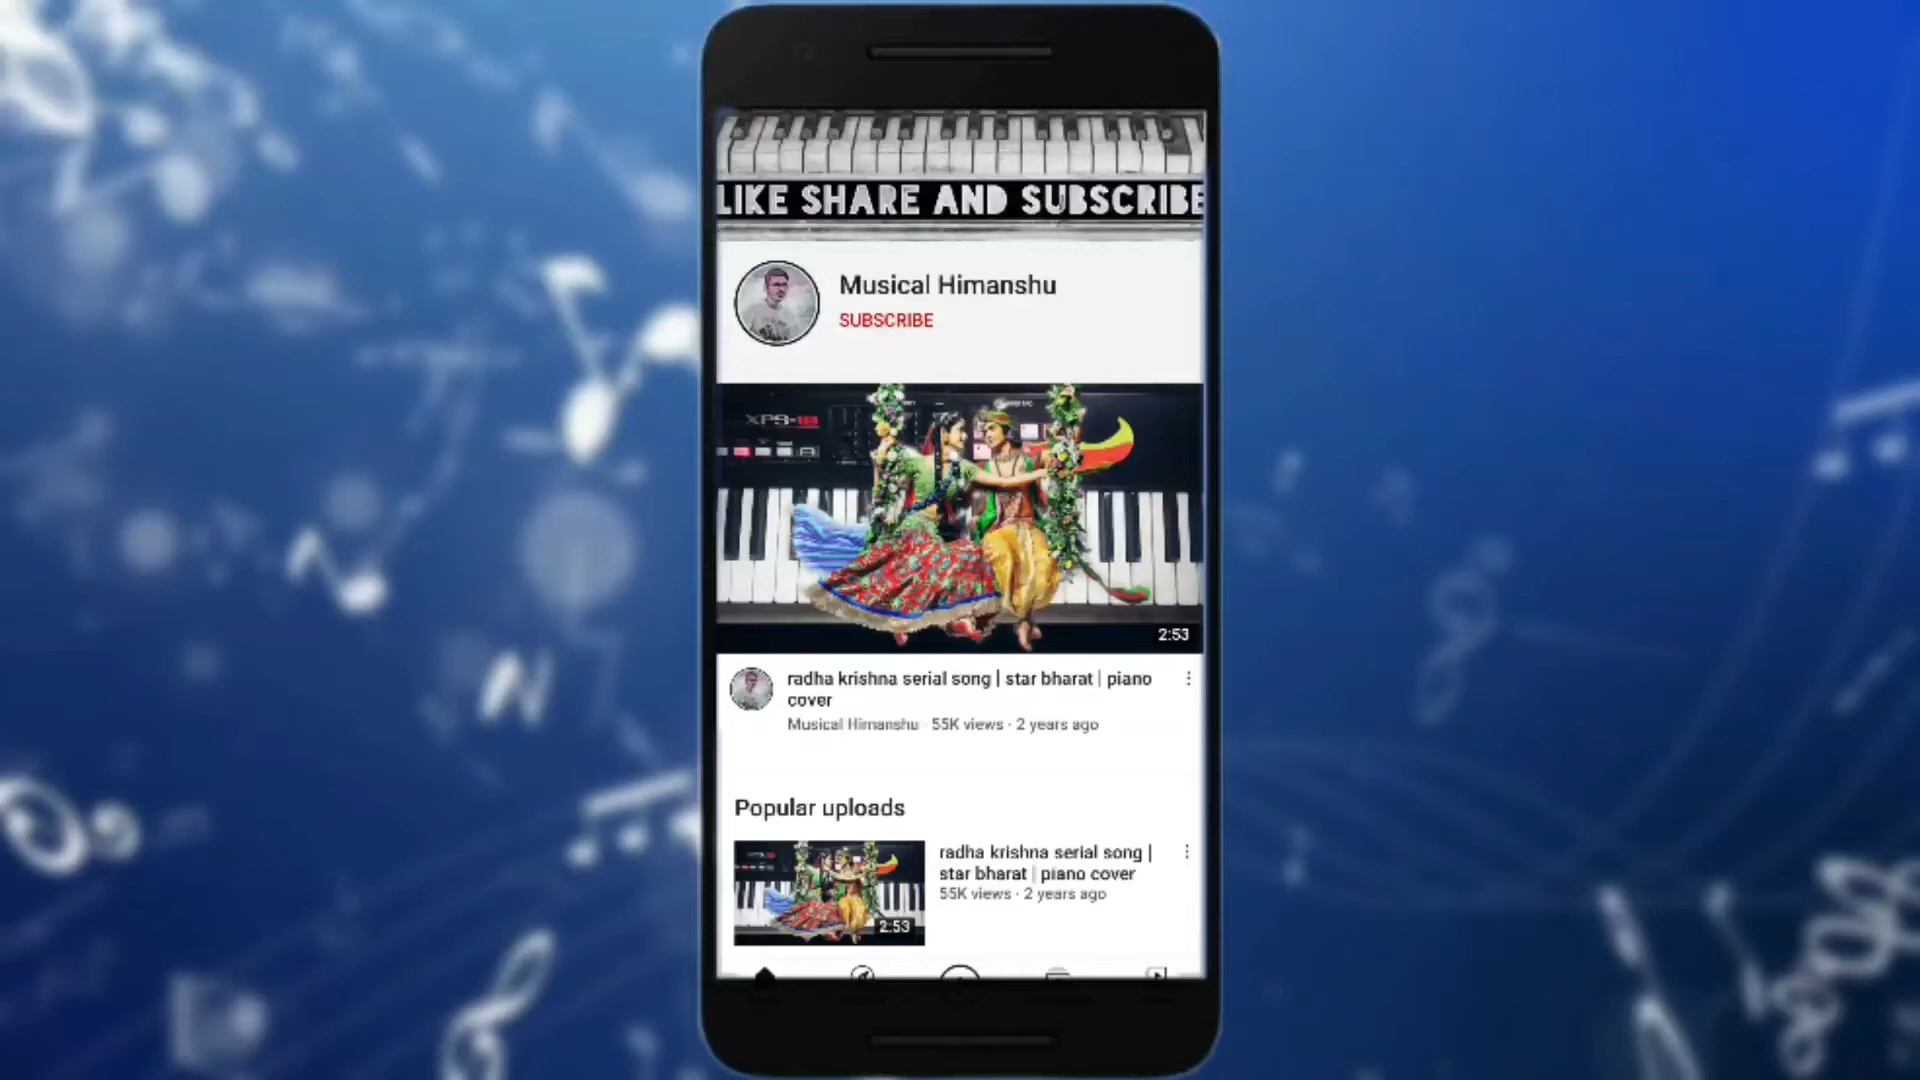 LIKE SHARE AND SUBSCRIBE
Musical Himanshu
SUBSCRIBE
XPS-10
2:53
radha krishna serial song | star bharat | piano
cover
Musical Himanshu · 55K views · 2 years ago
Popular uploads
radha krishna serial song |
star bharat | piano cover
55K views · 2 years ago
2:53